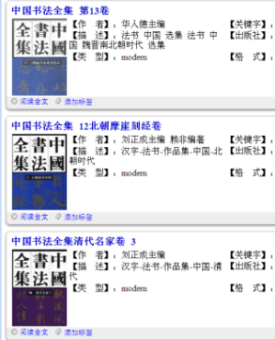 中国书法全集 第13卷
【作 者】，华人德主编 【关键字】，
【描 述】，法书 中国 选集 法书 中 【出版社】，
国 魏晋南北朝时代 选集
【类 型】，modern 【格 式】，
全書中
集法國
阅读全文 添加标签
中国书法全集 12北朝摩崖刻经卷
【作 者】，刘正成主编 赖非编著 【关键字】，
【描 述】，汉字-法书-作品集-中国-北 【出版社】，
朝时代
【类 型】，modern 【格 式】，
全書中
集法國
阅读全文 添加标签
中国书法全集清代名家卷 3
【作 者】，刘正成主编 【关键字】，
【描 述】，汉字-法书-作品集-中国-清 【出版社】，
代
【类 型】，modern 【格 式】，
全書中
集法國
阅读全文 添加标签